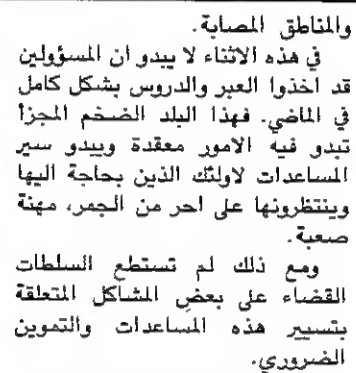 والمناطق المصابة.
في هذه الاثناء لا يبدو ان المسؤولين
قد اخذوا العبر والدروس بشكل كامل
في الماضي. فهذا البلد الضخم المجزأ
تبدو فيه الامور معقدة ويبدو سير
المساعدات لاولئك الذين بحاجة اليها
وينتظرونها على احر من الجمر، مهنة
صعبة.
ومع ذلك لم تستطع السلطات
القضاء على بعض المشاكل المتعلقة
بتسيير هذه المساعدات والتموين
الضروري.